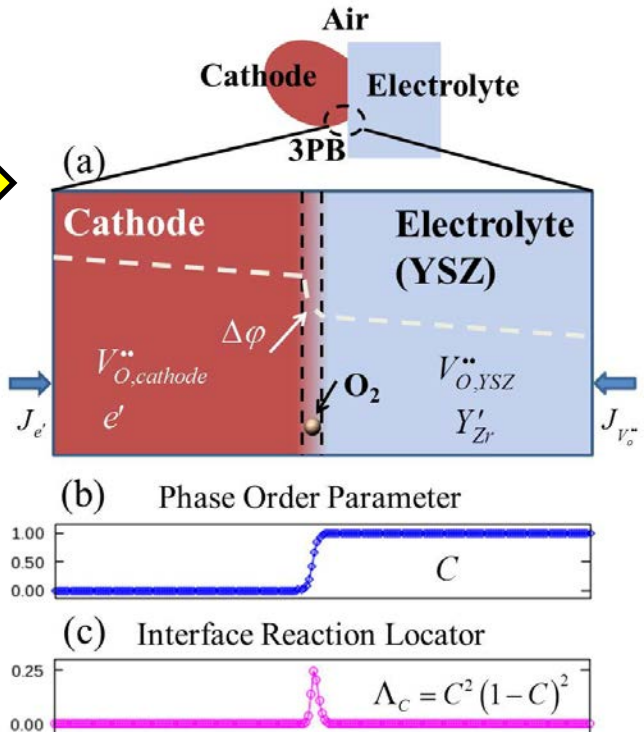 Air
Cathode
Electrolyte
3PB
(a)
Cathode
Electrolyte
(YSZ)
Δφ
V_{O,cathode}^{••}
e′
O₂
V_{O,YSZ}^{••}
Y′_{Zr}
J_{e′}
J_{V_o^{••}}
(b) Phase Order Parameter
1.00
0.50
0.00
C
(c) Interface Reaction Locator
0.25
0.00
Λ_C = C²(1−C)²